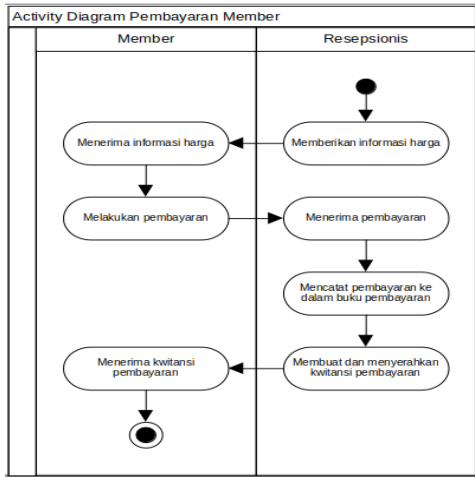 Activity Diagram Pembayaran Member
Member
Resepsionis
Menerima informasi harga
Memberikan informasi harga
Melakukan pembayaran
Menerima pembayaran
Mencatat pembayaran ke
dalam buku pembayaran
Menerima kwitansi
pembayaran
Membuat dan menyerahkan
kwitansi pembayaran